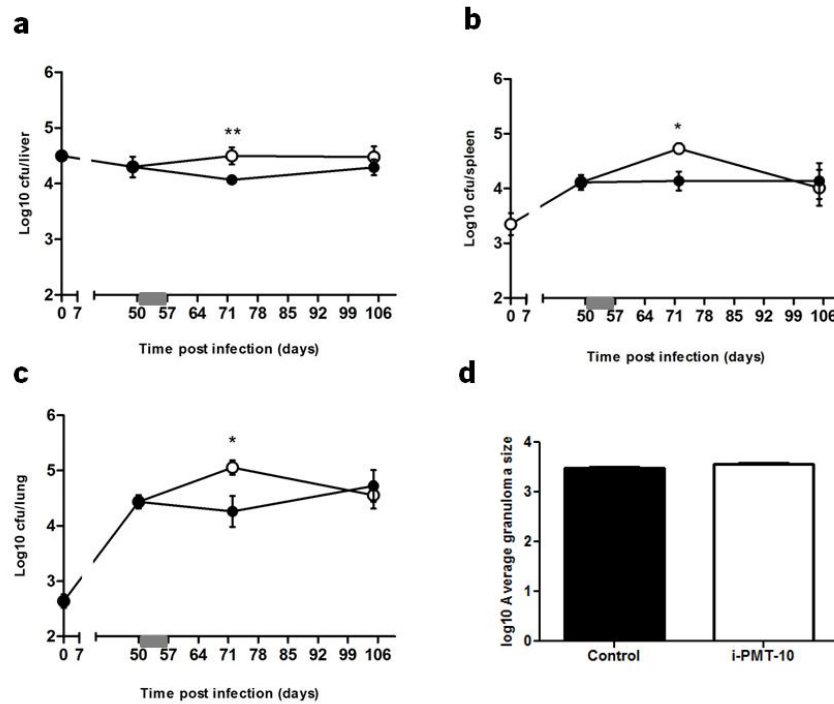 a
6
**
5
4
3
2
Log10 cfu/liver
0 7 50 57 64 71 78 85 92 99 106
Time post infection (days)
b
6
*
5
4
3
2
Log10 cfu/spleen
0 7 50 57 64 71 78 85 92 99 106
Time post infection (days)
c
6
*
5
4
3
2
Log10 cfu/lung
0 7 50 57 64 71 78 85 92 99 106
Time post infection (days)
d
4
3
2
1
0
log10 Average granuloma size
Control i-PMT-10